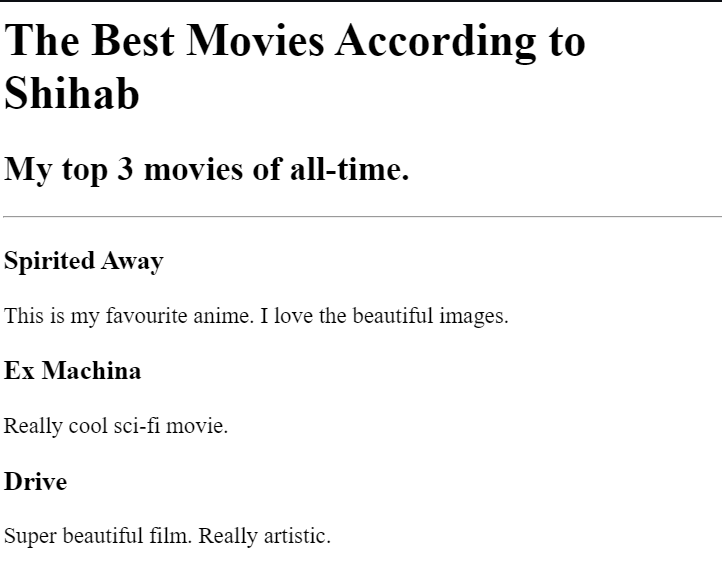 The Best Movies According to
Shihab
My top 3 movies of all-time.
Spirited Away
This is my favourite anime. I love the beautiful images.
Ex Machina
Really cool sci-fi movie.
Drive
Super beautiful film. Really artistic.